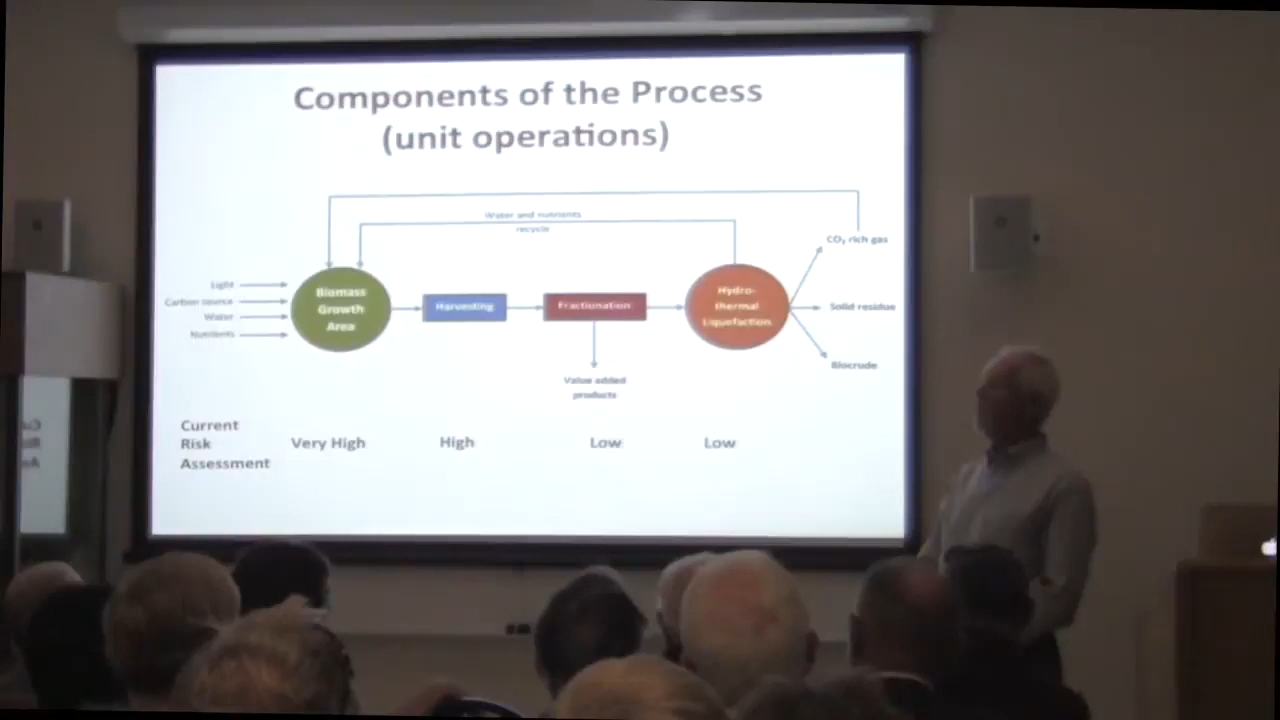 Components of the Process
(unit operations)
Water and nutrients
recycle
CO₂ rich gas
Light
Carbon source
Water
Nutrients
Biomass
Growth
Area
Harvesting
Fractionation
Hydro-
thermal
Liquefaction
Solid residue
Biocrude
Value added
products
Current
Risk
Assessment
Very High
High
Low
Low